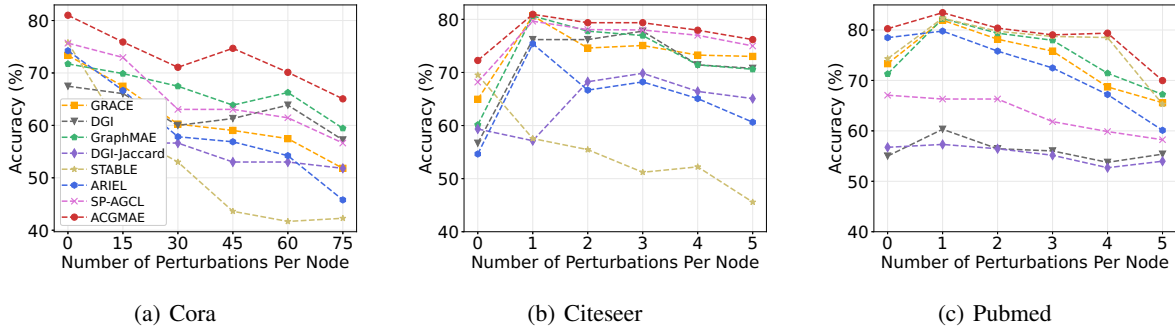 Accuracy (%)
80
70
60
50
40
GRACE
DGI
GraphMAE
DGI-Jaccard
STABLE
ARIEL
SP-AGCL
ACGMAE
0 15 30 45 60 75
Number of Perturbations Per Node
(a) Cora
Accuracy (%)
80
70
60
50
40
0 1 2 3 4 5
Number of Perturbations Per Node
(b) Citeseer
Accuracy (%)
80
70
60
50
40
0 1 2 3 4 5
Number of Perturbations Per Node
(c) Pubmed